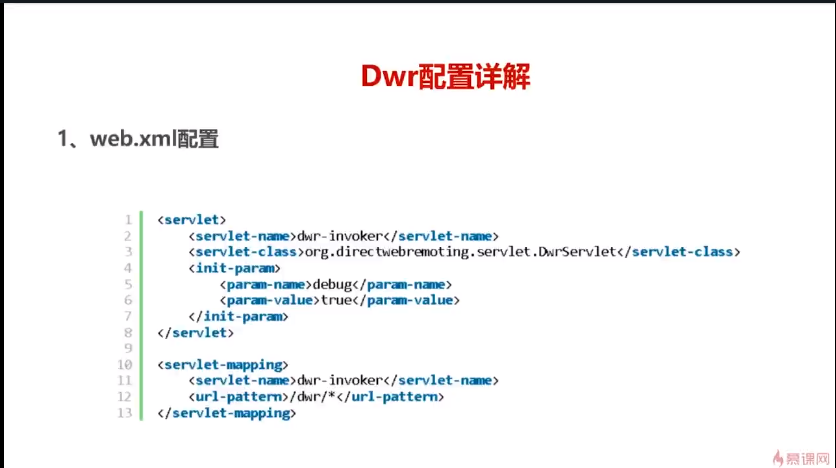 Dwr配置详解
1、web.xml配置
1 <servlet>
2 <servlet-name>dwr-invoker</servlet-name>
3 <servlet-class>org.directwebremoting.servlet.DwrServlet</servlet-class>
4 <init-param>
5 <param-name>debug</param-name>
6 <param-value>true</param-value>
7 </init-param>
8 </servlet>
9
10 <servlet-mapping>
11 <servlet-name>dwr-invoker</servlet-name>
12 <url-pattern>/dwr/*</url-pattern>
13 </servlet-mapping>
慕课网